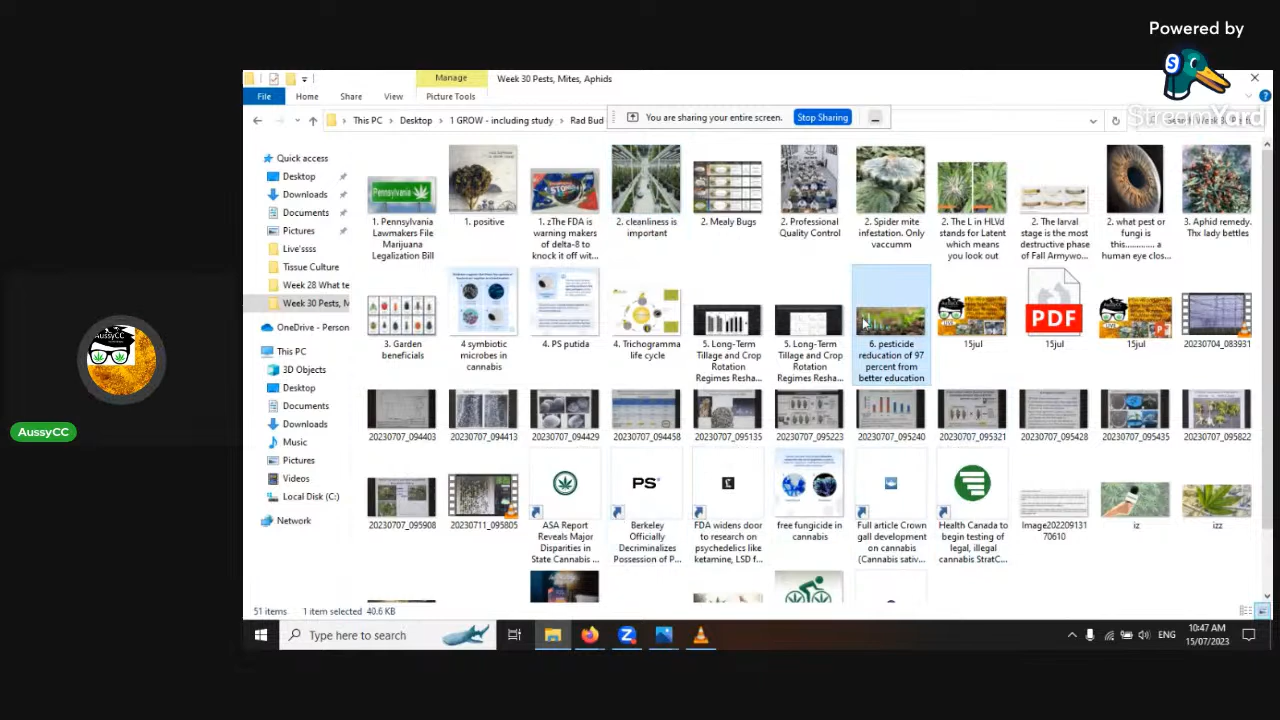 Powered by
StreamYard
Manage
Week 30 Pests, Mites, Aphids
File
Home
Share
View
Picture Tools
This PC
Desktop
1 GROW - including study
Rad Bud
You are sharing your entire screen.
Stop Sharing
Quick access
Desktop
Downloads
Documents
Pictures
Live'ssss
Tissue Culture
Week 28 What te
Week 30 Pests, M
OneDrive - Person
This PC
3D Objects
Desktop
Documents
Downloads
Music
Pictures
Videos
Local Disk (C:)
Network
Pennsylvania
1. Pennsylvania
Lawmakers File
Marijuana
Legalization Bill
1. positive
1. zThe FDA is
warning makers
of delta-8 to
knock it off wit...
2. cleanliness is
important
2. Mealy Bugs
2. Professional
Quality Control
2. Spider mite
infestation. Only
vaccumm
2. The L in HLVd
stands for Latent
which means
you look out
2. The larval
stage is the most
destructive phase
of Fall Armywo...
2. what pest or
fungi is
this.............. a
human eye clos...
3. Aphid remedy.
Thx lady bettles
3. Garden
beneficials
4 symbiotic
microbes in
cannabis
4. PS putida
4. Trichogramma
life cycle
5. Long-Term
Tillage and Crop
Rotation
Regimes Resha...
5. Long-Term
Tillage and Crop
Rotation
Regimes Resha...
6. pesticide
reducation of 97
percent from
better education
15jul
PDF
15jul
15jul
20230704_083931
20230707_094403
20230707_094413
20230707_094429
20230707_094458
20230707_095135
20230707_095223
20230707_095240
20230707_095321
20230707_095428
20230707_095435
20230707_095822
20230707_095908
20230711_095805
ASA Report
Reveals Major
Disparities in
State Cannabis ...
PS
Berkeley
Officially
Decriminalizes
Possession of P...
FDA widens door
to research on
psychedelics like
ketamine, LSD f...
free fungicide in
cannabis
Full article Crown
gall development
on cannabis
(Cannabis sativ...
Health Canada to
begin testing of
legal, illegal
cannabis StratC...
Image202209131
70610
iz
izz
AussyCC
51 items
1 item selected 40.6 KB
Type here to search
ENG
10:47 AM
15/07/2023